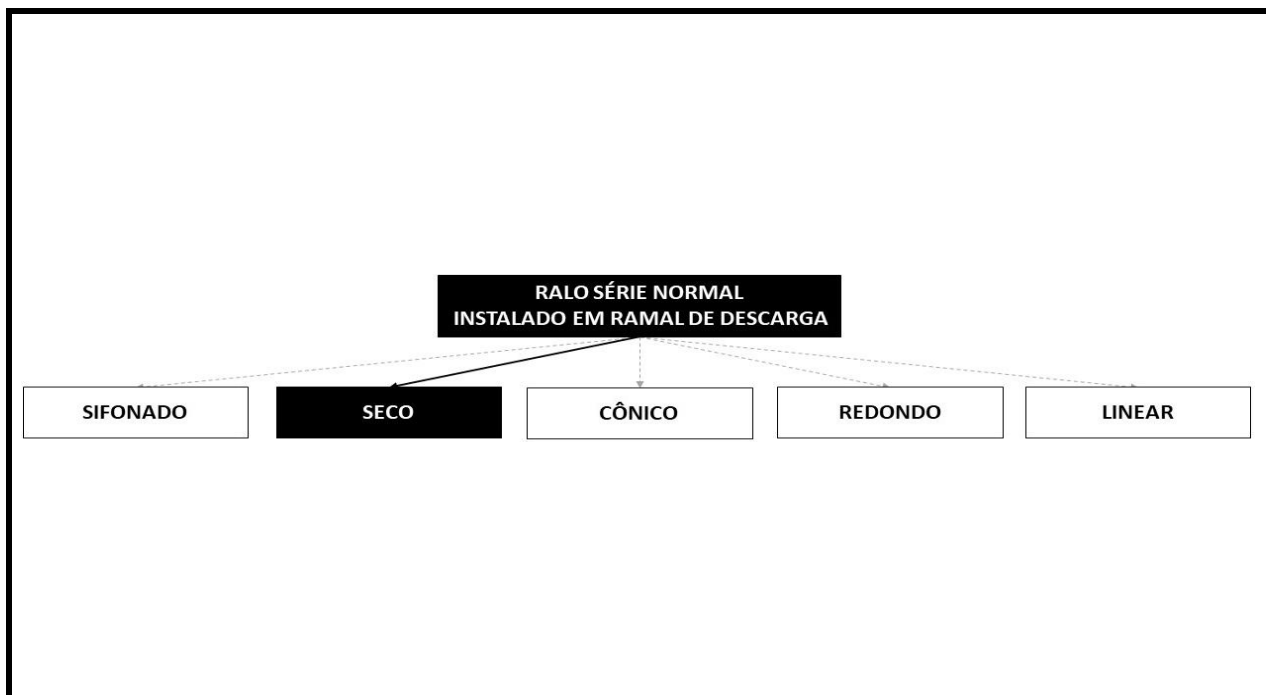 RALO SÉRIE NORMAL
INSTALADO EM RAMAL DE DESCARGA
SIFONADO
SECO
CÔNICO
REDONDO
LINEAR